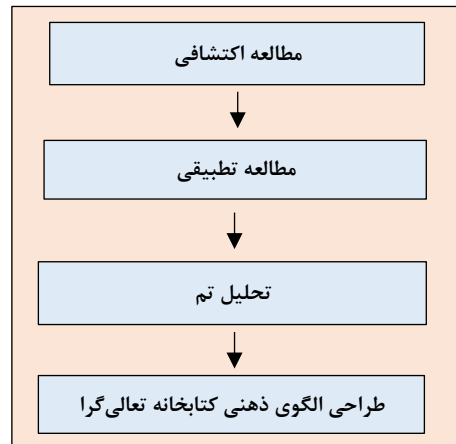 مطالعه اکتشافی
مطالعه تطبیقی
تحلیل تم
طراحی الگوی ذهنی کتابخانه تعالی‌گرا